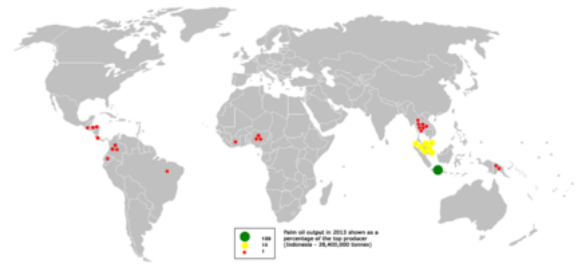 100
10
1
Palm oil output in 2013 shown as a
percentage of the top producer
(Indonesia - 28,400,000 tonnes)